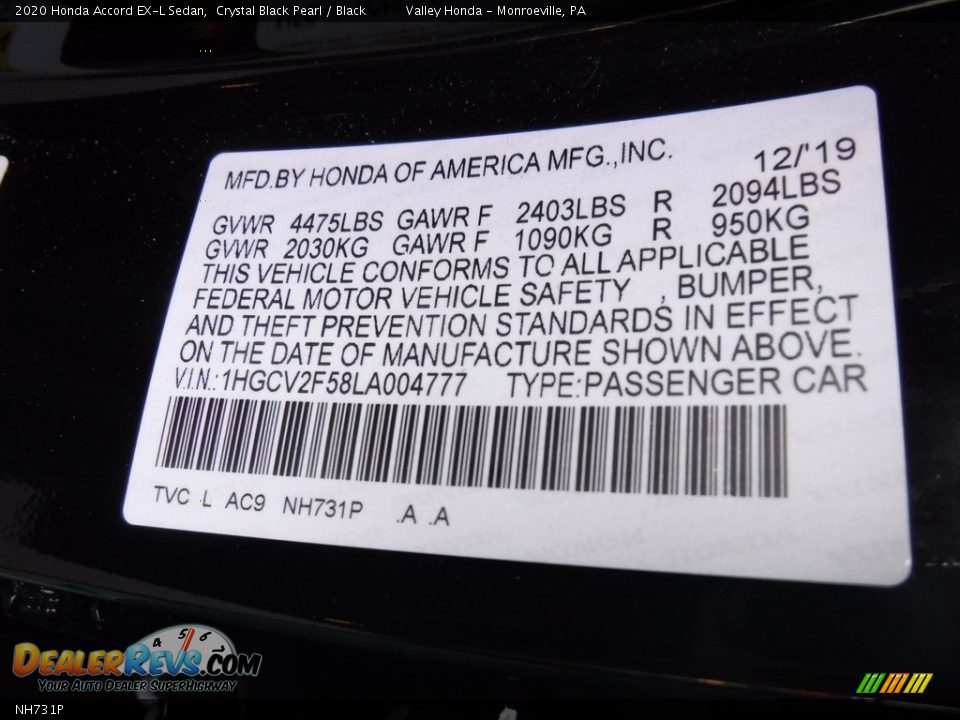 2020 Honda Accord EX-L Sedan, Crystal Black Pearl / Black Valley Honda - Monroeville, PA
MFD.BY HONDA OF AMERICA MFG.,INC. 12/'19
GVWR 4475LBS GAWR F 2403LBS R 2094LBS
GVWR 2030KG GAWR F 1090KG R 950KG
THIS VEHICLE CONFORMS TO ALL APPLICABLE
FEDERAL MOTOR VEHICLE SAFETY , BUMPER,
AND THEFT PREVENTION STANDARDS IN EFFECT
ON THE DATE OF MANUFACTURE SHOWN ABOVE.
V.I.N.:1HGCV2F58LA004777 TYPE:PASSENGER CAR
TVC L AC9 NH731P .A .A
4 5 6
DEALERREVS.COM
YOUR AUTO DEALER SUPERHIGHWAY
NH731P